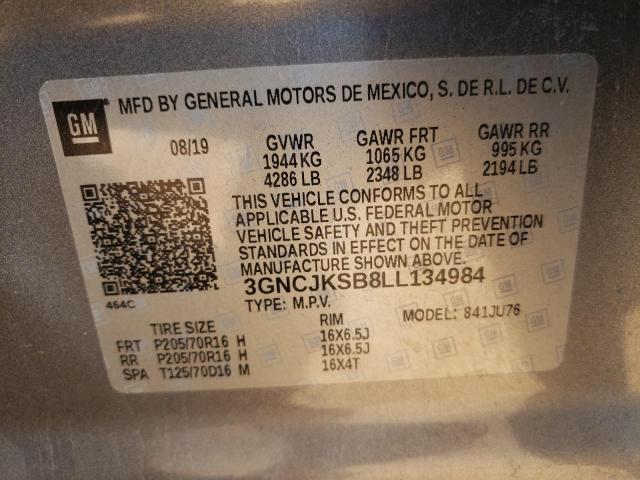 GM
MFD BY GENERAL MOTORS DE MEXICO, S. DE R.L. DE C.V.
08/19 GVWR GAWR FRT GAWR RR
1944 KG 1065 KG 995 KG
4286 LB 2348 LB 2194 LB
THIS VEHICLE CONFORMS TO ALL
APPLICABLE U.S. FEDERAL MOTOR
VEHICLE SAFETY AND THEFT PREVENTION
STANDARDS IN EFFECT ON THE DATE OF
MANUFACTURE SHOWN ABOVE.
464C
3GNCJKSB8LL134984
TYPE: M.P.V. MODEL: 841JU76
TIRE SIZE RIM
FRT P205/70R16 H 16X6.5J
RR P205/70R16 H 16X6.5J
SPA T125/70D16 M 16X4T